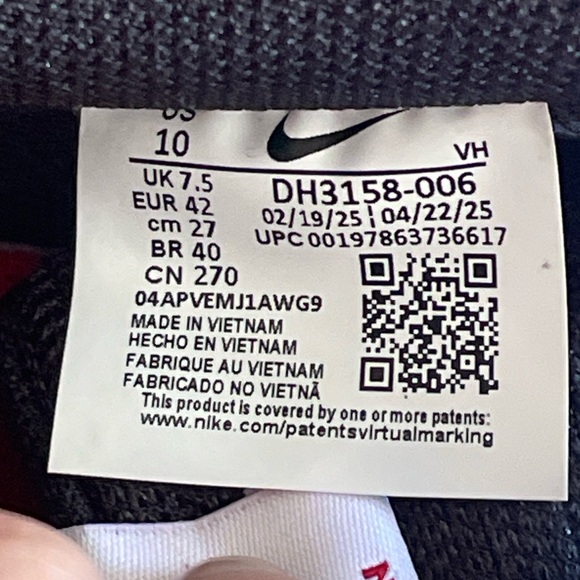 US
10
VH
UK 7.5
EUR 42
cm 27
BR 40
CN 270
DH3158-006
02/19/25 ¦ 04/22/25
UPC 00197863736617
04APVEMJ1AWG9
MADE IN VIETNAM
HECHO EN VIETNAM
FABRIQUE AU VIETNAM
FABRICADO NO VIETNÃ
This product is covered by one or more patents:
www.nike.com/patentsvirtualmarking